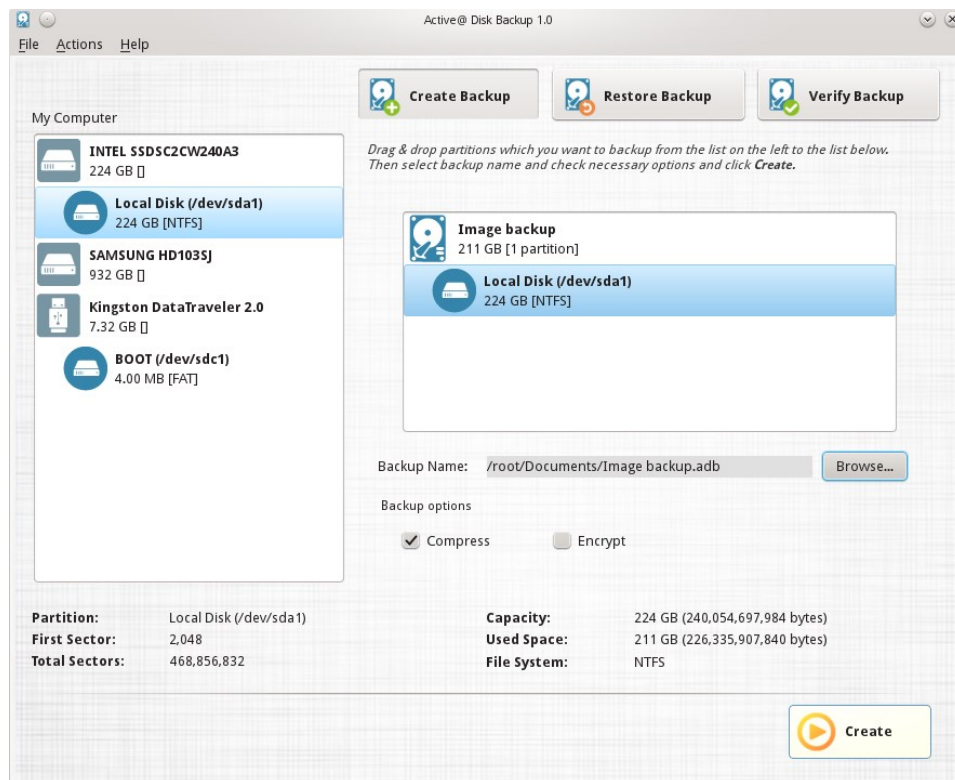 Active@ Disk Backup 1.0
File Actions Help
Create Backup
Restore Backup
Verify Backup
My Computer
INTEL SSDSC2CW240A3
224 GB []
Local Disk (/dev/sda1)
224 GB [NTFS]
SAMSUNG HD103SJ
932 GB []
Kingston DataTraveler 2.0
7.32 GB []
BOOT (/dev/sdc1)
4.00 MB [FAT]
Drag & drop partitions which you want to backup from the list on the left to the list below.
Then select backup name and check necessary options and click Create.
Image backup
211 GB [1 partition]
Local Disk (/dev/sda1)
224 GB [NTFS]
Backup Name: /root/Documents/Image backup.adb Browse...
Backup options
Compress Encrypt
Partition: Local Disk (/dev/sda1)
First Sector: 2,048
Total Sectors: 468,856,832
Capacity: 224 GB (240,054,697,984 bytes)
Used Space: 211 GB (226,335,907,840 bytes)
File System: NTFS
Create